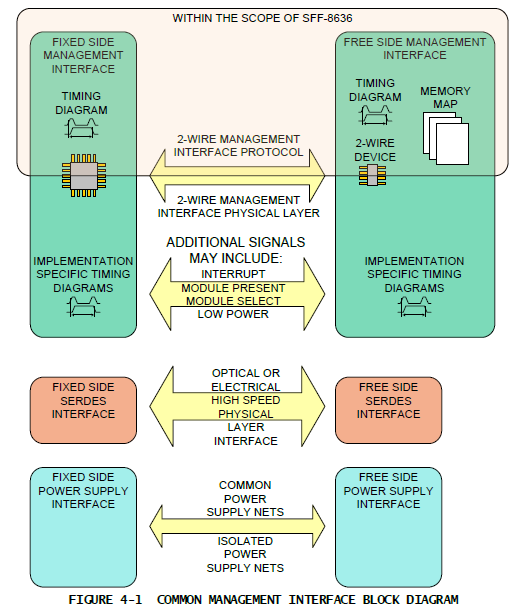 WITHIN THE SCOPE OF SFF-8636
FIXED SIDE
MANAGEMENT
INTERFACE
TIMING
DIAGRAM
FREE SIDE MANAGEMENT
INTERFACE
TIMING
DIAGRAM
MEMORY
MAP
2-WIRE
DEVICE
2-WIRE MANAGEMENT
INTERFACE PROTOCOL
2-WIRE MANAGEMENT
INTERFACE PHYSICAL LAYER
ADDITIONAL SIGNALS
MAY INCLUDE:
INTERRUPT
MODULE PRESENT
MODULE SELECT
LOW POWER
IMPLEMENTATION
SPECIFIC TIMING
DIAGRAMS
IMPLEMENTATION
SPECIFIC TIMING
DIAGRAMS
FIXED SIDE
SERDES
INTERFACE
OPTICAL OR
ELECTRICAL
HIGH SPEED
PHYSICAL
LAYER
INTERFACE
FREE SIDE
SERDES
INTERFACE
FIXED SIDE
POWER SUPPLY
INTERFACE
COMMON
POWER
SUPPLY NETS
ISOLATED
POWER
SUPPLY NETS
FREE SIDE
POWER SUPPLY
INTERFACE
FIGURE 4-1 COMMON MANAGEMENT INTERFACE BLOCK DIAGRAM